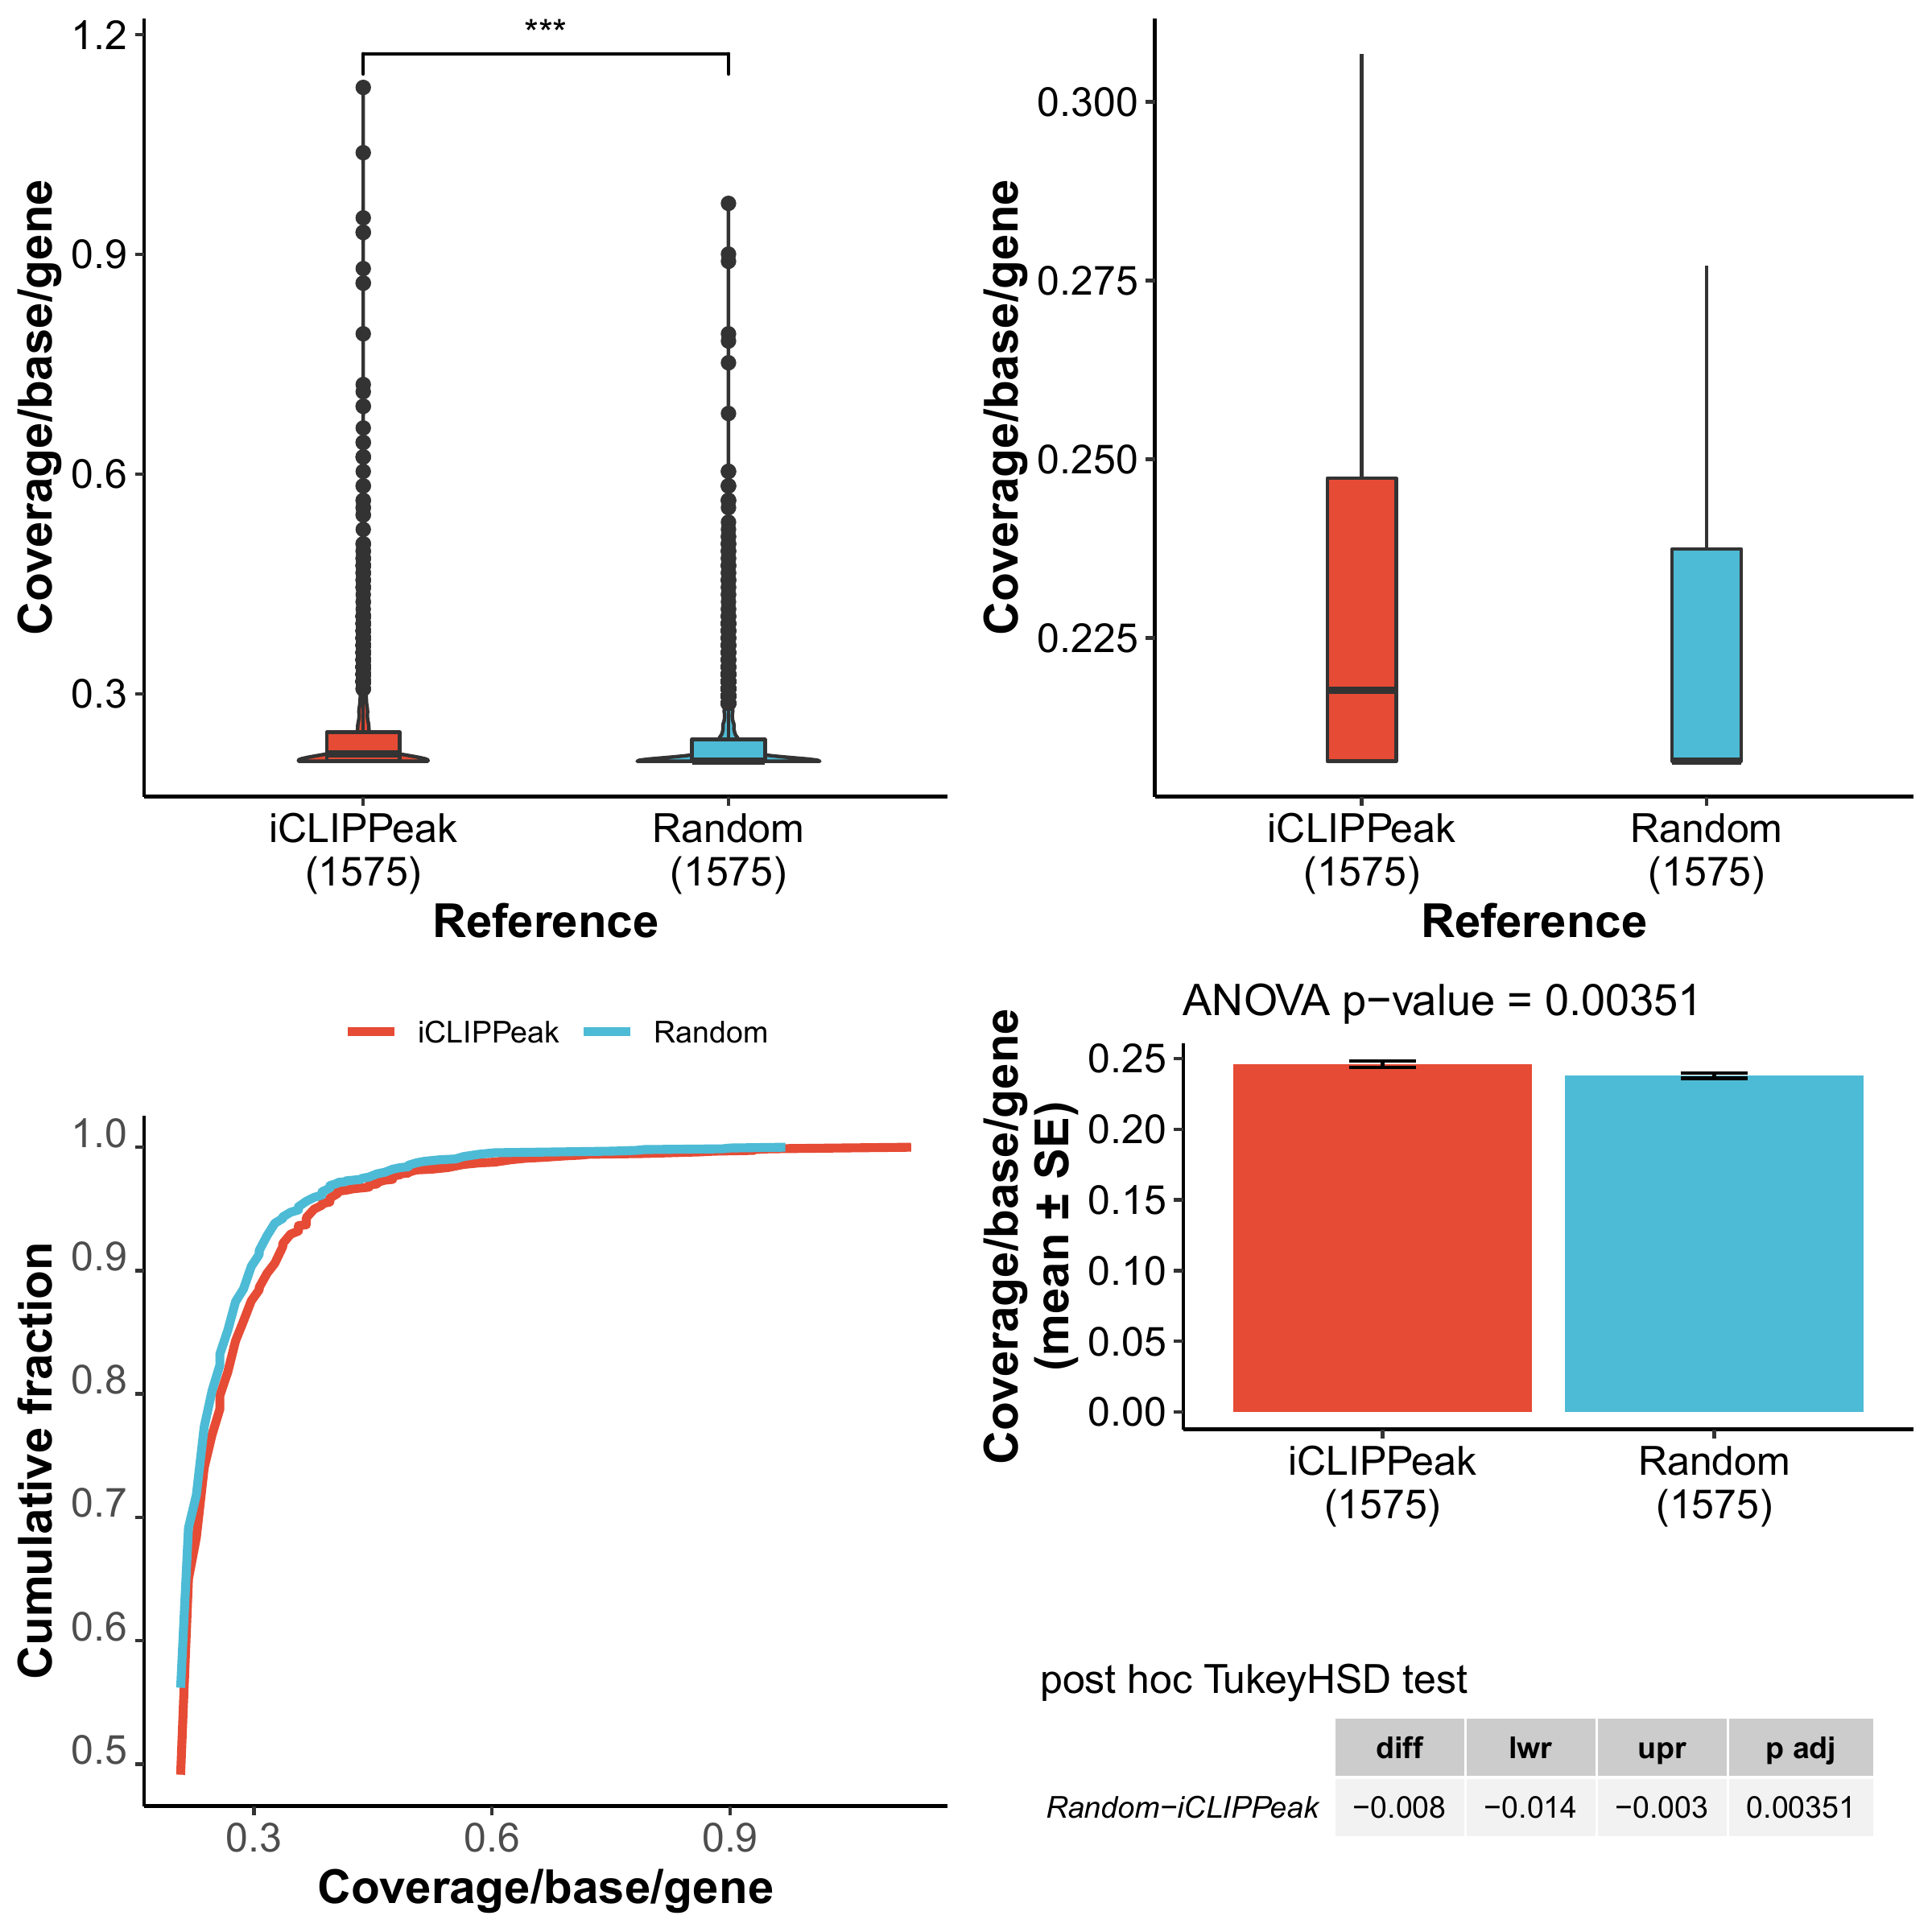 ***
1.2
0.9
0.6
0.3
Coverage/base/gene
iCLIPPeak
(1575)
Random
(1575)
Reference
0.300
0.275
0.250
0.225
Coverage/base/gene
iCLIPPeak
(1575)
Random
(1575)
Reference
iCLIPPeak
Random
1.0
0.9
0.8
0.7
0.6
0.5
Cumulative fraction
0.3
0.6
0.9
Coverage/base/gene
ANOVA p−value = 0.00351
Coverage/base/gene
(mean ± SE)
0.25
0.20
0.15
0.10
0.05
0.00
iCLIPPeak
(1575)
Random
(1575)
post hoc TukeyHSD test
diff lwr upr p adj
Random−iCLIPPeak −0.008 −0.014 −0.003 0.00351